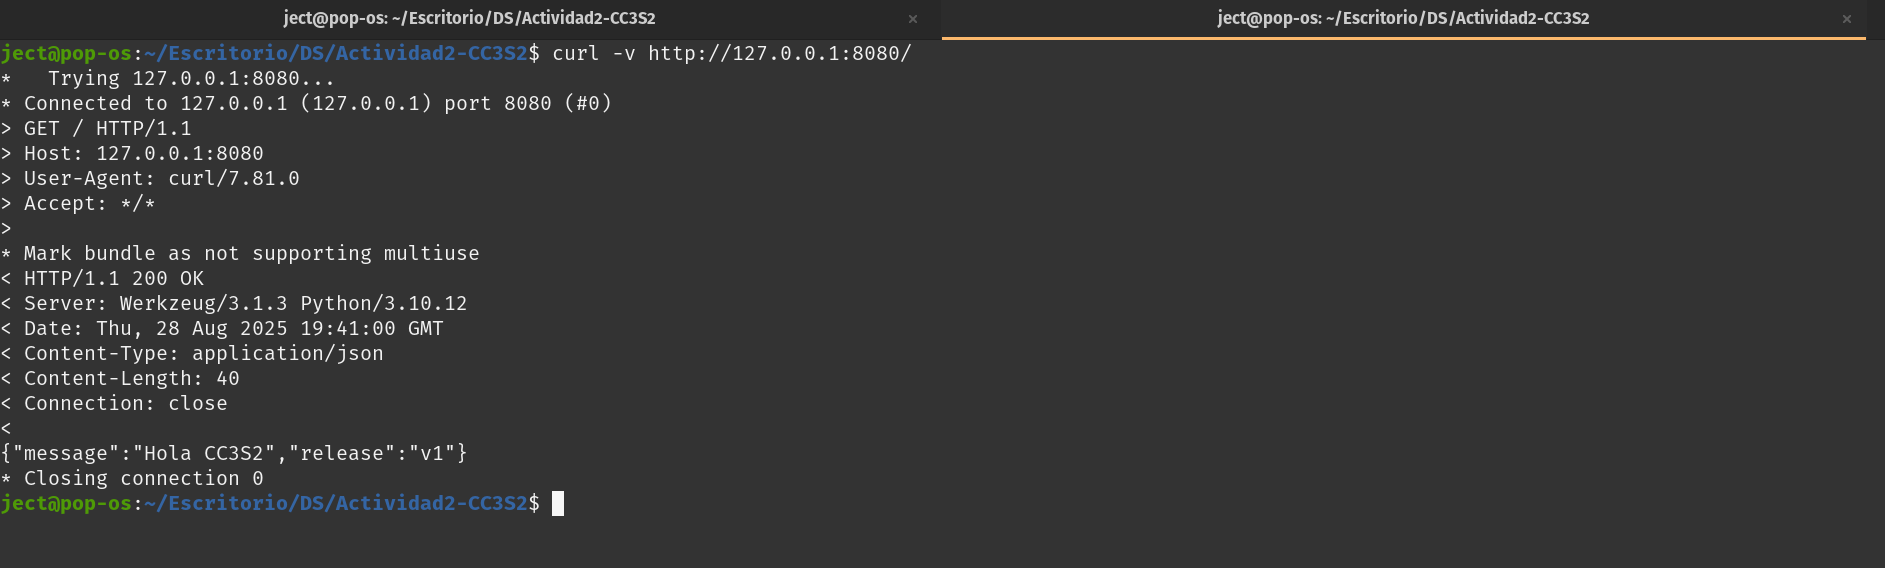 ject@pop-os: ~/Escritorio/DS/Actividad2-CC3S2 × ject@pop-os: ~/Escritorio/DS/Actividad2-CC3S2 ×
ject@pop-os:~/Escritorio/DS/Actividad2-CC3S2$ curl -v http://127.0.0.1:8080/
*   Trying 127.0.0.1:8080...
* Connected to 127.0.0.1 (127.0.0.1) port 8080 (#0)
> GET / HTTP/1.1
> Host: 127.0.0.1:8080
> User-Agent: curl/7.81.0
> Accept: */*
>
* Mark bundle as not supporting multiuse
< HTTP/1.1 200 OK
< Server: Werkzeug/3.1.3 Python/3.10.12
< Date: Thu, 28 Aug 2025 19:41:00 GMT
< Content-Type: application/json
< Content-Length: 40
< Connection: close
<
{"message":"Hola CC3S2","release":"v1"}
* Closing connection 0
ject@pop-os:~/Escritorio/DS/Actividad2-CC3S2$